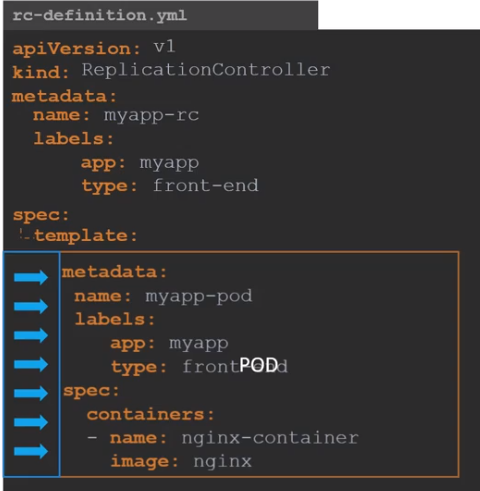 rc-definition.yml
apiVersion: v1
kind: ReplicationController
metadata:
  name: myapp-rc
  labels:
      app: myapp
      type: front-end
spec:
  template:
    metadata:
     name: myapp-pod
     labels:
        app: myapp
        type: front-end
    POD
    spec:
      containers:
      - name: nginx-container
        image: nginx